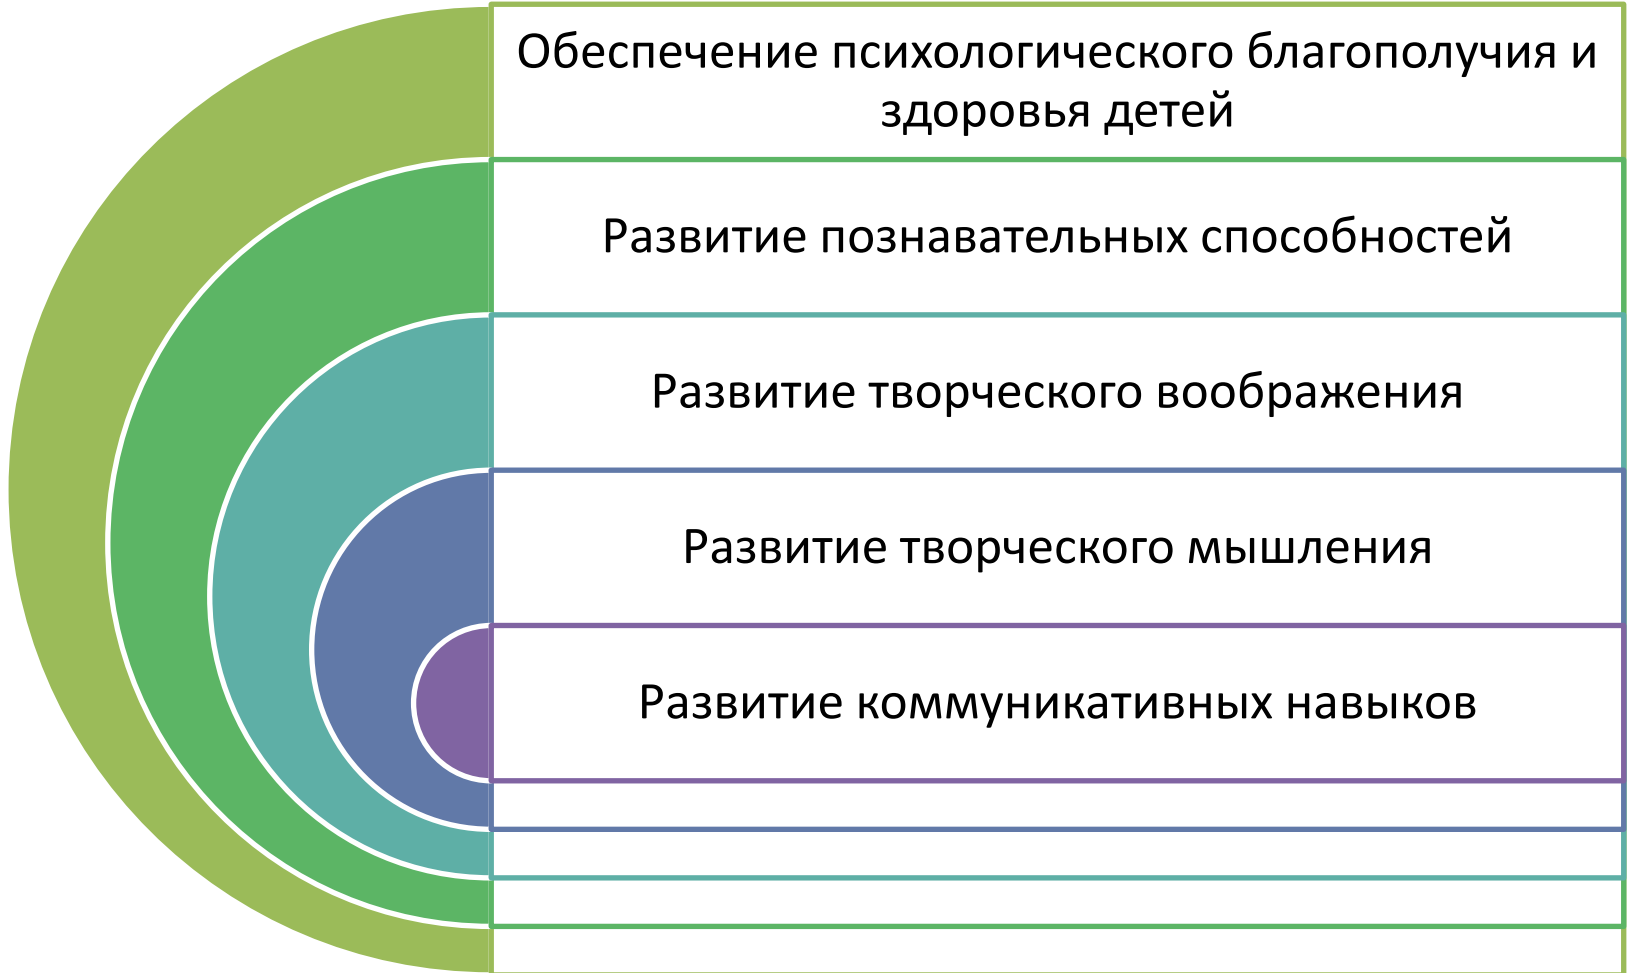 Обеспечение психологического благополучия и
здоровья детей
Развитие познавательных способностей
Развитие творческого воображения
Развитие творческого мышления
Развитие коммуникативных навыков